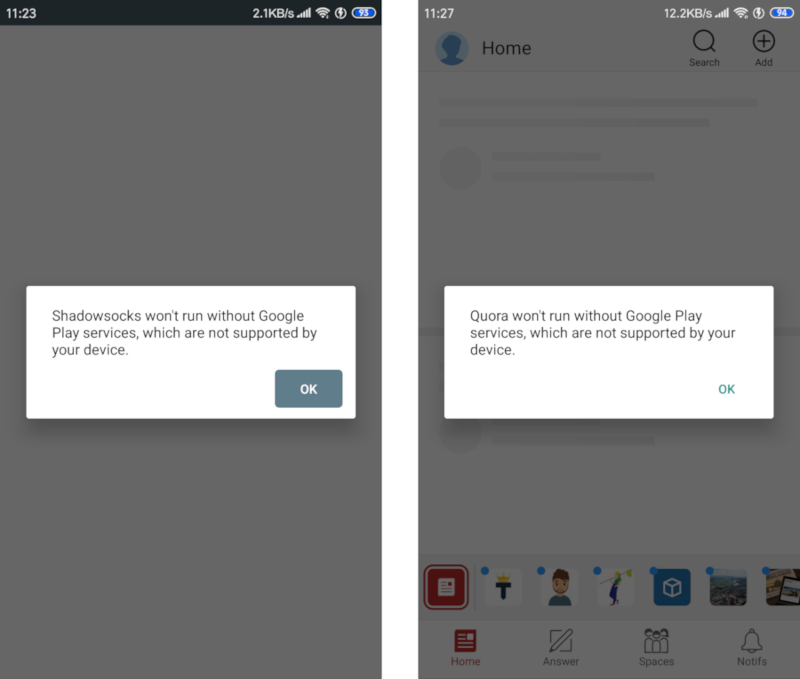 11:23
2.1KB/s
93
Shadowsocks won't run without Google
Play services, which are not supported by
your device.
OK
11:27
12.2KB/s
94
Home
Search
Add
Quora won't run without Google Play
services, which are not supported by your
device.
OK
T
Home
Answer
Spaces
Notifs